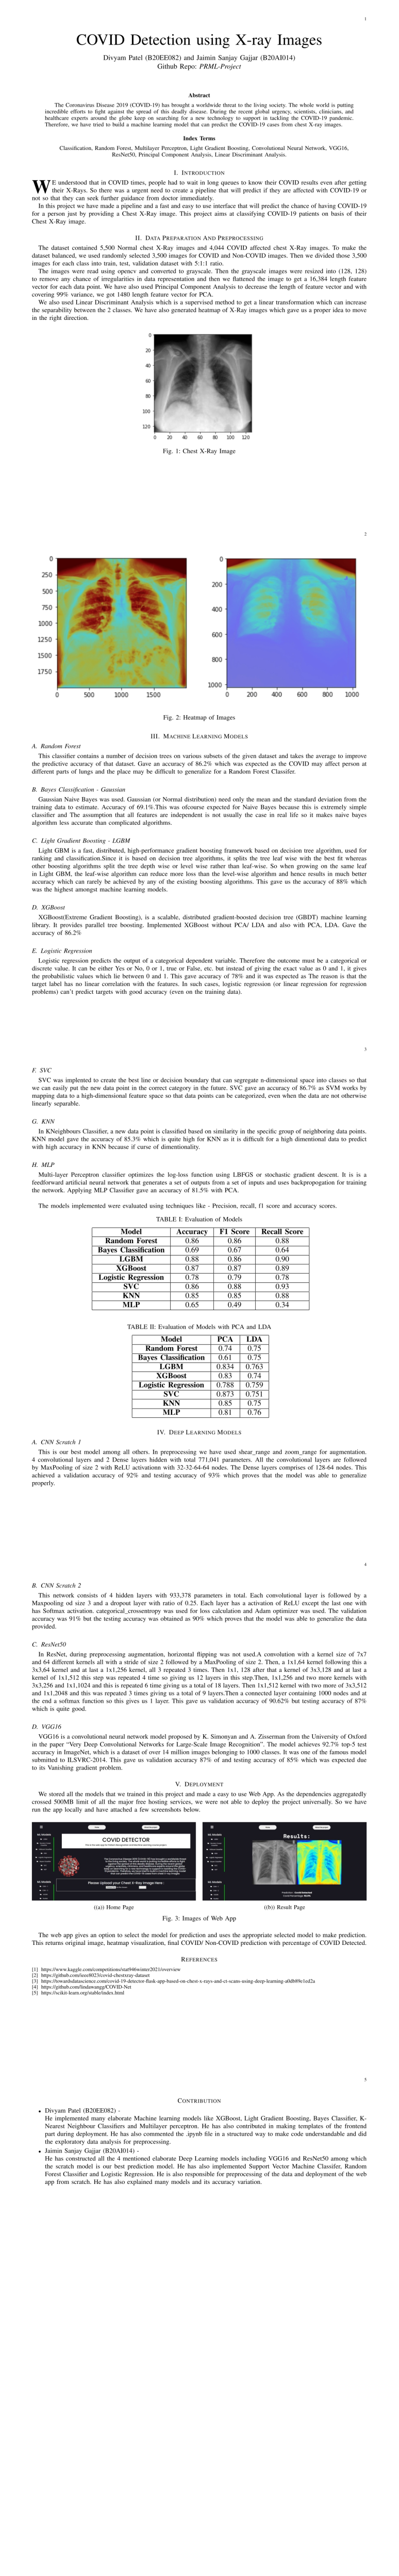 1
COVID Detection using X-ray Images
Divyam Patel (B20EE082) and Jaimin Sanjay Gajjar (B20AI014)
Github Repo: PRML-Project
Abstract
The Coronavirus Disease 2019 (COVID-19) has brought a worldwide threat to the living society. The whole world is putting
incredible efforts to fight against the spread of this deadly disease. During the recent global urgency, scientists, clinicians, and
healthcare experts around the globe keep on searching for a new technology to support in tackling the COVID-19 pandemic.
Therefore, we have tried to build a machine learning model that can predict the COVID-19 cases from chest X-ray images.
Index Terms
Classification, Random Forest, Multilayer Perceptron, Light Gradient Boosting, Convolutional Neural Network, VGG16,
ResNet50, Principal Component Analysis, Linear Discriminant Analysis.
I. INTRODUCTION
WE understood that in COVID times, people had to wait in long queues to know their COVID results even after getting
their X-Rays. So there was a urgent need to create a pipeline that will predict if they are affected with COVID-19 or
not so that they can seek further guidance from doctor immediately.
In this project we have made a pipeline and a fast and easy to use interface that will predict the chance of having COVID-19
for a person just by providing a Chest X-ray image. This project aims at classifying COVID-19 patients on basis of their
Chest X-Ray image.
II. DATA PREPARATION AND PREPROCESSING
The dataset contained 5,500 Normal chest X-Ray images and 4,044 COVID affected chest X-Ray images. To make the
dataset balanced, we used randomly selected 3,500 images for COVID and Non-COVID images. Then we divided those 3,500
images for each class into train, test, validation dataset with 5:1:1 ratio.
The images were read using opencv and converted to grayscale. Then the grayscale images were resized into (128, 128)
to remove any chance of irregularities in data representation and then we flattened the image to get a 16,384 length feature
vector for each data point. We have also used Principal Component Analysis to decrease the length of feature vector and with
covering 99% variance, we got 1480 length feature vector for PCA.
We also used Linear Discriminant Analysis which is a supervised method to get a linear transformation which can increase
the separability between the 2 classes. We have also generated heatmap of X-Ray images which gave us a proper idea to move
in the right direction.
0
20
40
60
80
100
120
0 20 40 60 80 100 120
Fig. 1: Chest X-Ray Image
2
0
250
500
750
1000
1250
1500
1750
0 500 1000 1500
0
200
400
600
800
1000
0 200 400 600 800 1000
Fig. 2: Heatmap of Images
III. MACHINE LEARNING MODELS
A. Random Forest
This classifier contains a number of decision trees on various subsets of the given dataset and takes the average to improve
the predictive accuracy of that dataset. Gave an accuracy of 86.2% which was expected as the COVID may affect person at
different parts of lungs and the place may be difficult to generalize for a Random Forest Classifer.
B. Bayes Classification - Gaussian
Gaussian Naive Bayes was used. Gaussian (or Normal distribution) need only the mean and the standard deviation from the
training data to estimate. Accuracy of 69.1%.This was ofcourse expected for Naive Bayes because this is extremely simple
classifier and The assumption that all features are independent is not usually the case in real life so it makes naive bayes
algorithm less accurate than complicated algorithms.
C. Light Gradient Boosting - LGBM
Light GBM is a fast, distributed, high-performance gradient boosting framework based on decision tree algorithm, used for
ranking and classification.Since it is based on decision tree algorithms, it splits the tree leaf wise with the best fit whereas
other boosting algorithms split the tree depth wise or level wise rather than leaf-wise. So when growing on the same leaf
in Light GBM, the leaf-wise algorithm can reduce more loss than the level-wise algorithm and hence results in much better
accuracy which can rarely be achieved by any of the existing boosting algorithms. This gave us the accuracy of 88% which
was the highest amongst machine learning models.
D. XGBoost
XGBoost(Extreme Gradient Boosting), is a scalable, distributed gradient-boosted decision tree (GBDT) machine learning
library. It provides parallel tree boosting. Implemented XGBoost without PCA/ LDA and also with PCA, LDA. Gave the
accuracy of 86.2%
E. Logistic Regression
Logistic regression predicts the output of a categorical dependent variable. Therefore the outcome must be a categorical or
discrete value. It can be either Yes or No, 0 or 1, true or False, etc. but instead of giving the exact value as 0 and 1, it gives
the probabilistic values which lie between 0 and 1. This gave an accuracy of 78% and it was expected as The reason is that the
target label has no linear correlation with the features. In such cases, logistic regression (or linear regression for regression
problems) can't predict targets with good accuracy (even on the training data).
3
F. SVC
SVC was implented to create the best line or decision boundary that can segregate n-dimensional space into classes so that
we can easily put the new data point in the correct category in the future. SVC gave an accuracy of 86.7% as SVM works by
mapping data to a high-dimensional feature space so that data points can be categorized, even when the data are not otherwise
linearly separable.
G. KNN
In KNeighbours Classifier, a new data point is classified based on similarity in the specific group of neighboring data points.
KNN model gave the accuracy of 85.3% which is quite high for KNN as it is difficult for a high dimentional data to predict
with high accuracy in KNN because if curse of dimentionality.
H. MLP
Multi-layer Perceptron classifier optimizes the log-loss function using LBFGS or stochastic gradient descent. It is is a
feedforward artificial neural network that generates a set of outputs from a set of inputs and uses backpropogation for training
the network. Applying MLP Classifier gave an accuracy of 81.5% with PCA.
The models implemented were evaluated using techniques like - Precision, recall, f1 score and accuracy scores.
TABLE I: Evaluation of Models
Model Accuracy F1 Score Recall Score
Random Forest 0.86 0.86 0.88
Bayes Classification 0.69 0.67 0.64
LGBM 0.88 0.86 0.90
XGBoost 0.87 0.87 0.89
Logistic Regression 0.78 0.79 0.78
SVC 0.86 0.88 0.93
KNN 0.85 0.85 0.88
MLP 0.65 0.49 0.34
TABLE II: Evaluation of Models with PCA and LDA
Model PCA LDA
Random Forest 0.74 0.75
Bayes Classification 0.61 0.75
LGBM 0.834 0.763
XGBoost 0.83 0.74
Logistic Regression 0.788 0.759
SVC 0.873 0.751
KNN 0.85 0.75
MLP 0.81 0.76
IV. DEEP LEARNING MODELS
A. CNN Scratch 1
This is our best model among all others. In preprocessing we have used shear_range and zoom_range for augmentation.
4 convolutional layers and 2 Dense layers hidden with total 771,041 parameters. All the convolutional layers are followed
by MaxPooling of size 2 with ReLU activationn with 32-32-64-64 nodes. The Dense layers comprises of 128-64 nodes. This
achieved a validation accuracy of 92% and testing accuracy of 93% which proves that the model was able to generalize
properly.
4
B. CNN Scratch 2
This network consists of 4 hidden layers with 933,378 parameters in total. Each convolutional layer is followed by a
Maxpooling od size 3 and a dropout layer with ratio of 0.25. Each layer has a activation of ReLU except the last one with
has Softmax activation. categorical_crossentropy was used for loss calculation and Adam optimizer was used. The validation
accuracy was 91% but the testing accuracy was obtained as 90% which proves that the model was able to generalize the data
provided.
C. ResNet50
In ResNet, during preprocessing augmentation, horizontal flipping was not used.A convolution with a kernel size of 7x7
and 64 different kernels all with a stride of size 2 followed by a MaxPooling of size 2. Then, a 1x1,64 kernel following this a
3x3,64 kernel and at last a 1x1,256 kernel, all 3 repeated 3 times. Then 1x1, 128 after that a kernel of 3x3,128 and at last a
kernel of 1x1,512 this step was repeated 4 time so giving us 12 layers in this step.Then, 1x1,256 and two more kernels with
3x3,256 and 1x1,1024 and this is repeated 6 time giving us a total of 18 layers. Then 1x1,512 kernel with two more of 3x3,512
and 1x1,2048 and this was repeated 3 times giving us a total of 9 layers.Then a connected layer containing 1000 nodes and at
the end a softmax function so this gives us 1 layer. This gave us validation accuracy of 90.62% but testing accuracy of 87%
which is quite good.
D. VGG16
VGG16 is a convolutional neural network model proposed by K. Simonyan and A. Zisserman from the University of Oxford
in the paper "Very Deep Convolutional Networks for Large-Scale Image Recognition". The model achieves 92.7% top-5 test
accuracy in ImageNet, which is a dataset of over 14 million images belonging to 1000 classes. It was one of the famous model
submitted to ILSVRC-2014. This gave us validation accuracy 87% of and testing accuracy of 85% which was expected due
to its Vanishing gradient problem.
V. DEPLOYMENT
We stored all the models that we trained in this project and made a easy to use Web App. As the dependencies aggregatedly
crossed 500MB limit of all the major free hosting services, we were not able to deploy the project universally. So we have
run the app locally and have attached a few screenshots below.
COVID DETECTOR
Please Upload your Chest X-Ray Image Here :
Results:
((a)) Home Page
((b)) Result Page
Fig. 3: Images of Web App
The web app gives an option to select the model for prediction and uses the appropriate selected model to make prediction.
This returns original image, heatmap visualization, final COVID/ Non-COVID prediction with percentage of COVID Detected.
REFERENCES
[1] https://www.kaggle.com/competitions/stat946winter2021/overview
[2] https://github.com/ieee8023/covid-chestxray-dataset
[3] https://towardsdatascience.com/covid-19-detector-flask-app-based-on-chest-x-rays-and-ct-scans-using-deep-learning-a0db89e1ed2a
[4] https://github.com/lindawangg/COVID-Net
[5] https://scikit-learn.org/stable/index.html
5
CONTRIBUTION
• Divyam Patel (B20EE082) -
He implemented many elaborate Machine learning models like XGBoost, Light Gradient Boosting, Bayes Classifier, K-
Nearest Neighbour Classifiers and Multilayer perceptron. He has also contributed in making templates of the frontend
part during deployment. He has also commented the .ipynb file in a structured way to make code understandable and did
the exploratory data analysis for preprocessing.
• Jaimin Sanjay Gajjar (B20AI014) -
He has constructed all the 4 mentioned elaborate Deep Learning models including VGG16 and ResNet50 among which
the scratch model is our best prediction model. He has also implemented Support Vector Machine Classifer, Random
Forest Classifier and Logistic Regression. He is also responsible for preprocessing of the data and deployment of the web
app from scratch. He has also explained many models and its accuracy variation.